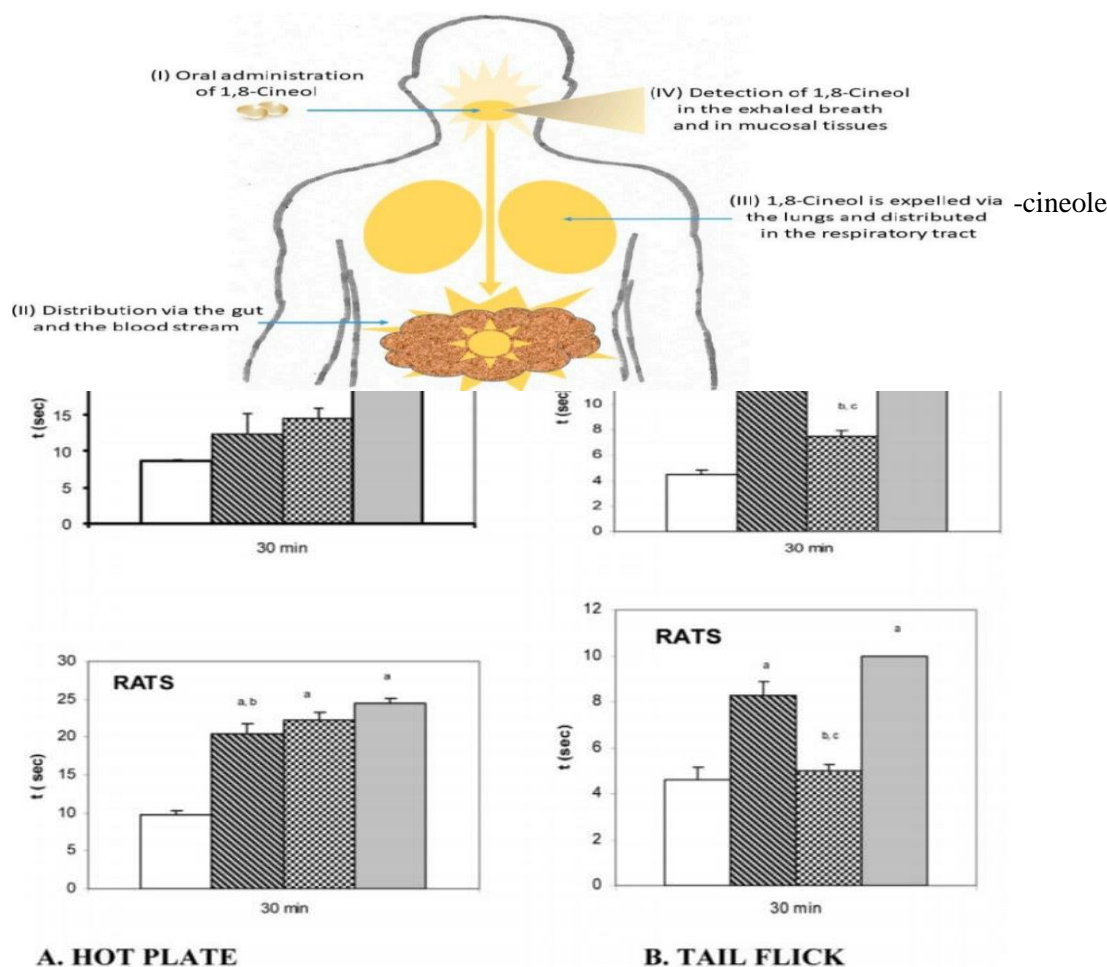 (I) Oral administration
of 1,8-Cineol
(IV) Detection of 1,8-Cineol
in the exhaled breath
and in mucosal tissues
(III) 1,8-Cineol is expelled via
the lungs and distributed
in the respiratory tract
-cineole
(II) Distribution via the gut
and the blood stream
t (sec)
15
10
5
0
30 min
t (sec)
10
8
6
4
2
0
b, c
30 min
RATS
t (sec)
30
25
20
15
10
5
0
a, b
a
a
30 min
RATS
t (sec)
12
10
8
6
4
2
0
a
b, c
a
30 min
A. HOT PLATE
B. TAIL FLICK